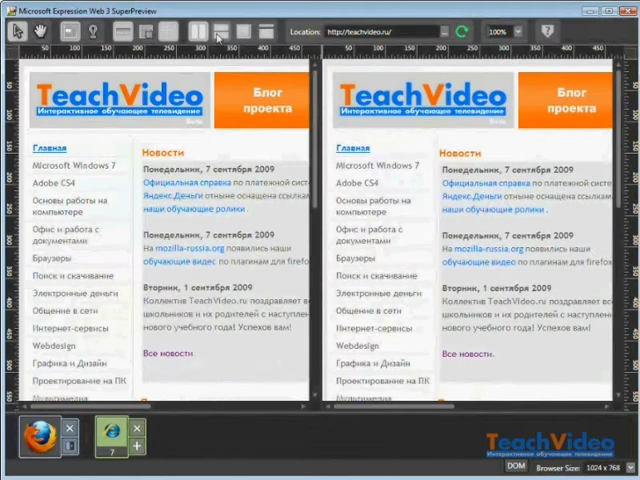 Microsoft Expression Web 3 SuperPreview
Location: http://teachvideo.ru/ 100%
TeachVideo
Интерактивное обучающее телевидение
Блог проекта
Главная
Microsoft Windows 7
Adobe CS4
Основы работы на
компьютере
Офис и работа с
документами
Браузеры
Поиск и скачивание
Электронные деньги
Общение в сети
Интернет-сервисы
Webdesign
Графика и Дизайн
Проектирование на ПК
Мультимедиа
Новости
Понедельник, 7 сентября 2009
Официальная справка по платежной систе
Яндекс.Деньги отныне оснащена ссылкам
наши обучающие ролики .
Понедельник, 7 сентября 2009
На mozilla-russia.org появились наши
обучающие видео по плагинам для firefo
Вторник, 1 сентября 2009
Коллектив TeachVideo поздравляет вс
школьников и их родителей с наступлен
нового учебного года! Успехов вам!
Все новости
TeachVideo
Интерактивное обучающее телевидение
Блог
проекта
Главная
Microsoft Windows 7
Adobe CS4
Основы работы на
компьютере
Офис и работа с
документами
Браузеры
Поиск и скачивание
Электронные деньги
Общение в сети
Интернет-сервисы
Webdesign
Графика и Дизайн
Проектирование на ПК
Мультимедиа
Новости
Понедельник, 7 сентября 2009
Официальная справка по платежной систе
Яндекс.Деньги отныне оснащена ссылкам
наши обучающие ролики .
Понедельник, 7 сентября 2009
На mozilla-russia.org появились наши
обучающие видео по плагинам для firefo
Вторник, 1 сентября 2009
Коллектив TeachVideo.ru поздравляет вс
школьников и их родителей с наступлен
нового учебного года! Успехов вам!
Все новости.
7
TeachVideo
Интерактивное обучающее телевидение
DOM Browser Size: 1024 x 768